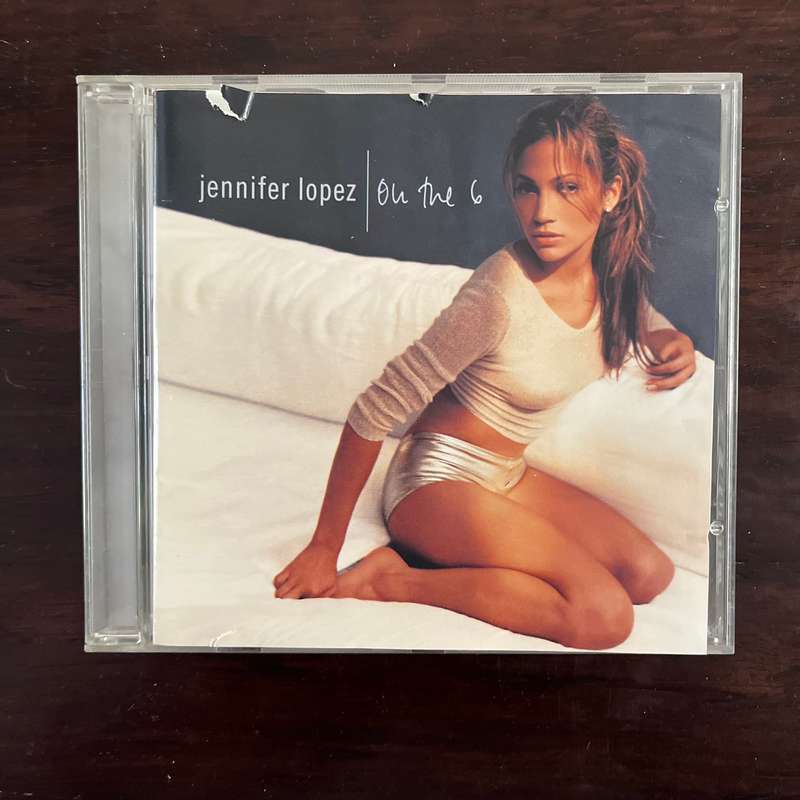 jennifer lopez | on the 6